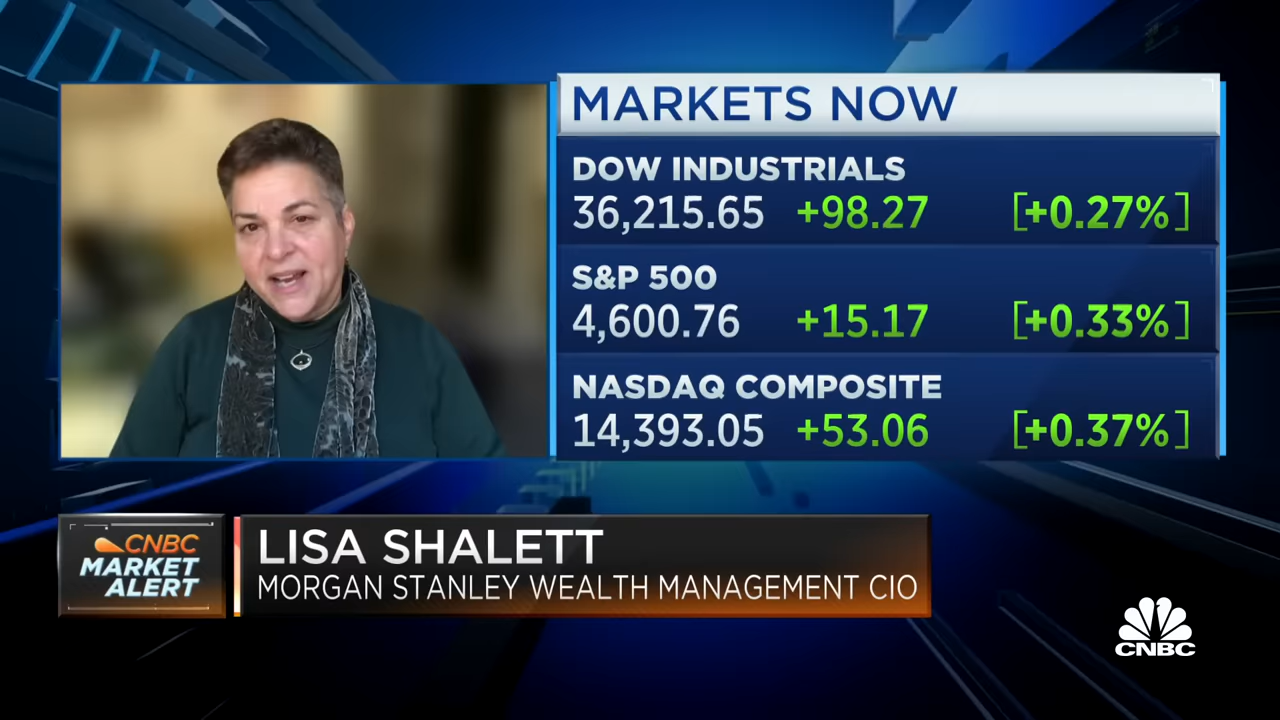 MARKETS NOW
DOW INDUSTRIALS
36,215.65 +98.27 [+0.27%]
S&P 500
4,600.76 +15.17 [+0.33%]
NASDAQ COMPOSITE
14,393.05 +53.06 [+0.37%]
CNBC
MARKET
ALERT
LISA SHALETT
MORGAN STANLEY WEALTH MANAGEMENT CIO
CNBC